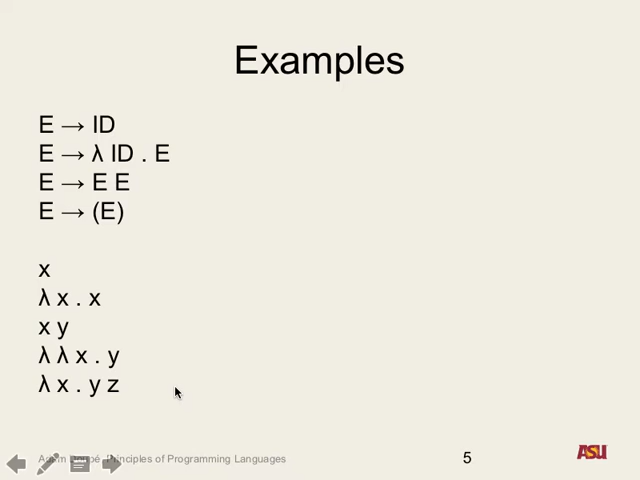 Examples
E → ID
E → λ ID . E
E → E E
E → (E)
x
λ x . x
x y
λ λ x . y
λ x . y z
Principles of Programming Languages
5
ASU